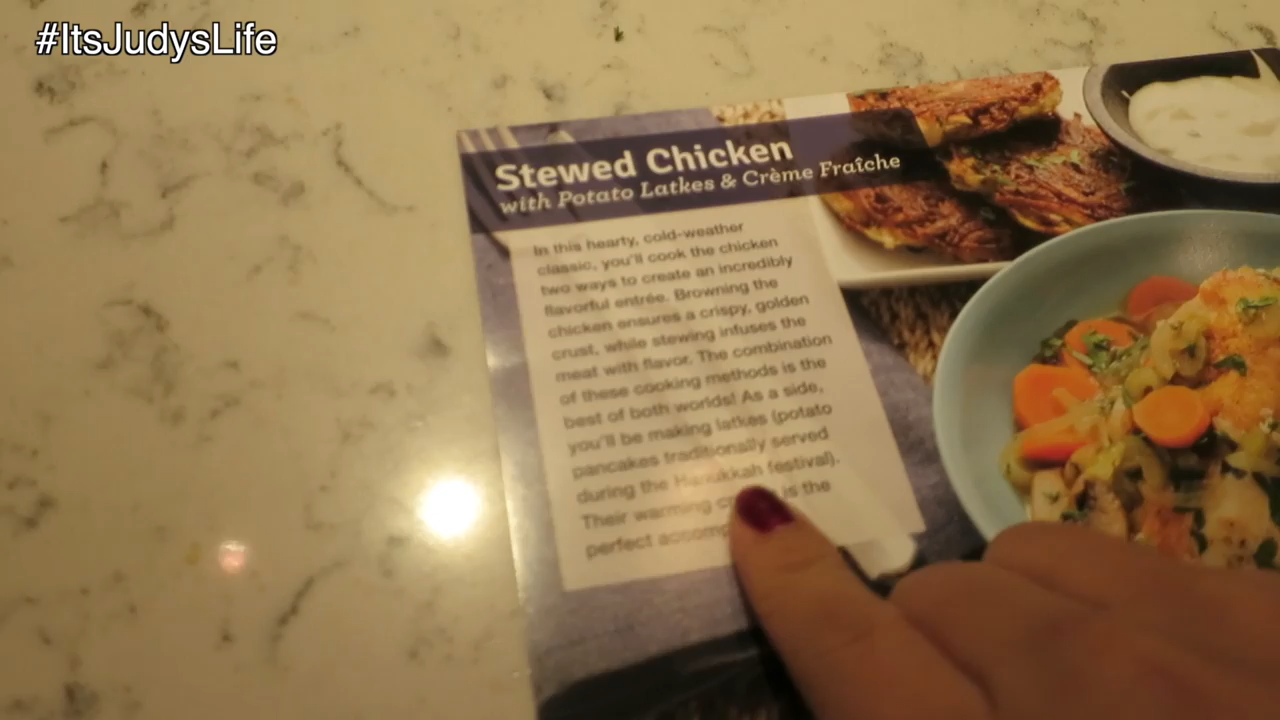 #ItsJudysLife
Stewed Chicken
with Potato Latkes & Crème Fraîche
In this hearty, cold-weather
classic, you'll cook the chicken
two ways to create an incredibly
flavorful entrée. Browning the
chicken ensures a crispy, golden
crust, while stewing infuses the
meat with flavor. The combination
of these cooking methods is the
best of both worlds! As a side,
you'll be making latkes (potato
pancakes traditionally served
during the Hanukkah festival).
Their warming is the
perfect